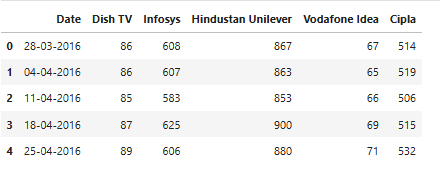 Date Dish TV Infosys Hindustan Unilever Vodafone Idea Cipla
0 28-03-2016 86 608 867 67 514
1 04-04-2016 86 607 863 65 519
2 11-04-2016 85 583 853 66 506
3 18-04-2016 87 625 900 69 515
4 25-04-2016 89 606 880 71 532